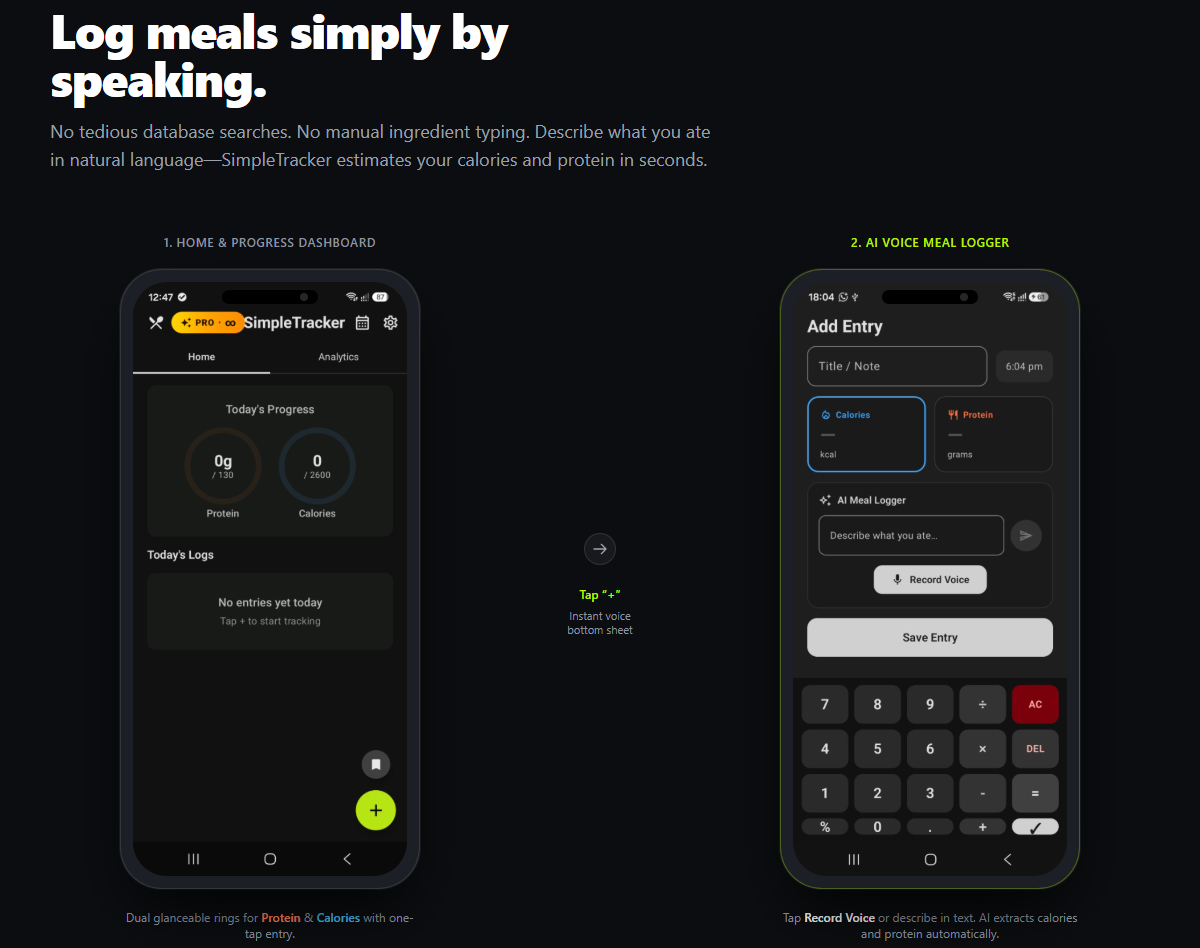 Log meals simply by
speaking.
No tedious database searches. No manual ingredient typing. Describe what you ate
in natural language—SimpleTracker estimates your calories and protein in seconds.
1. HOME & PROGRESS DASHBOARD
12:47
87
PRO · ∞
SimpleTracker
Home
Analytics
Today's Progress
0g
/ 130
Protein
0
/ 2600
Calories
Today's Logs
No entries yet today
Tap + to start tracking
+
Dual glanceable rings for Protein & Calories with one-
tap entry.
→
Tap “+”
Instant voice
bottom sheet
2. AI VOICE MEAL LOGGER
18:04
61
Add Entry
Title / Note
6:04 pm
Calories
—
kcal
Protein
—
grams
AI Meal Logger
Describe what you ate...
Record Voice
Save Entry
7 8 9 ÷ AC
4 5 6 × DEL
1 2 3 - =
% 0 . + ✓
Tap Record Voice or describe in text. AI extracts calories
and protein automatically.